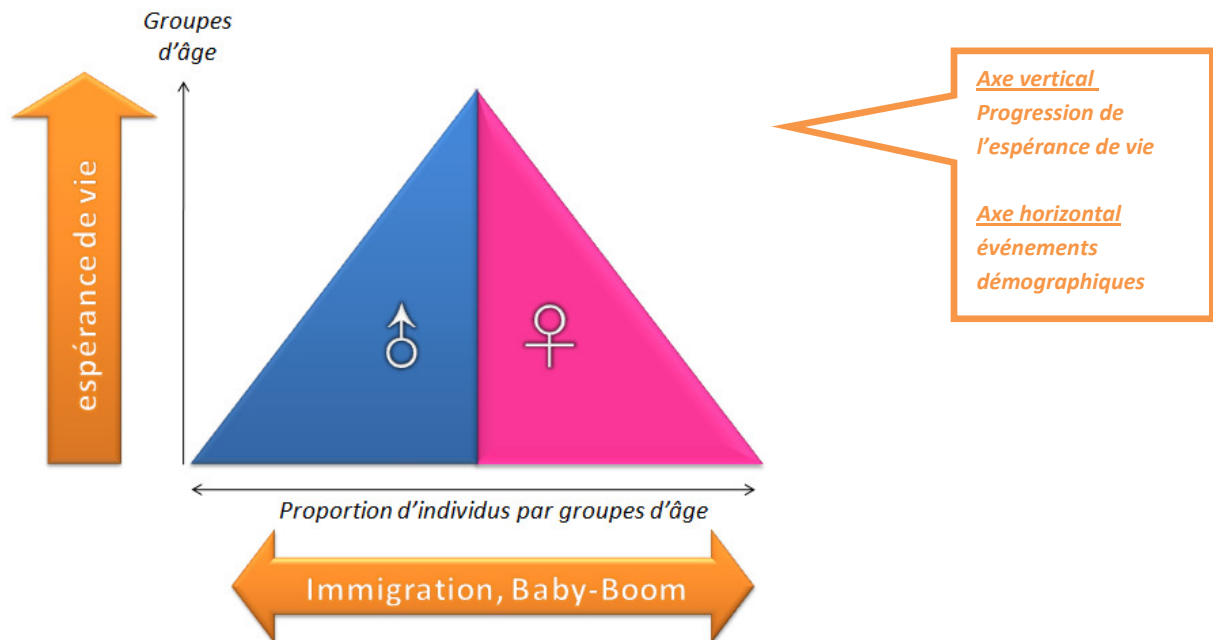 Groupes
d'âge
espérance de vie
Proportion d'individus par groupes d'âge
Immigration, Baby-Boom
Axe vertical
Progression de
l'espérance de vie
Axe horizontal
événements
démographiques